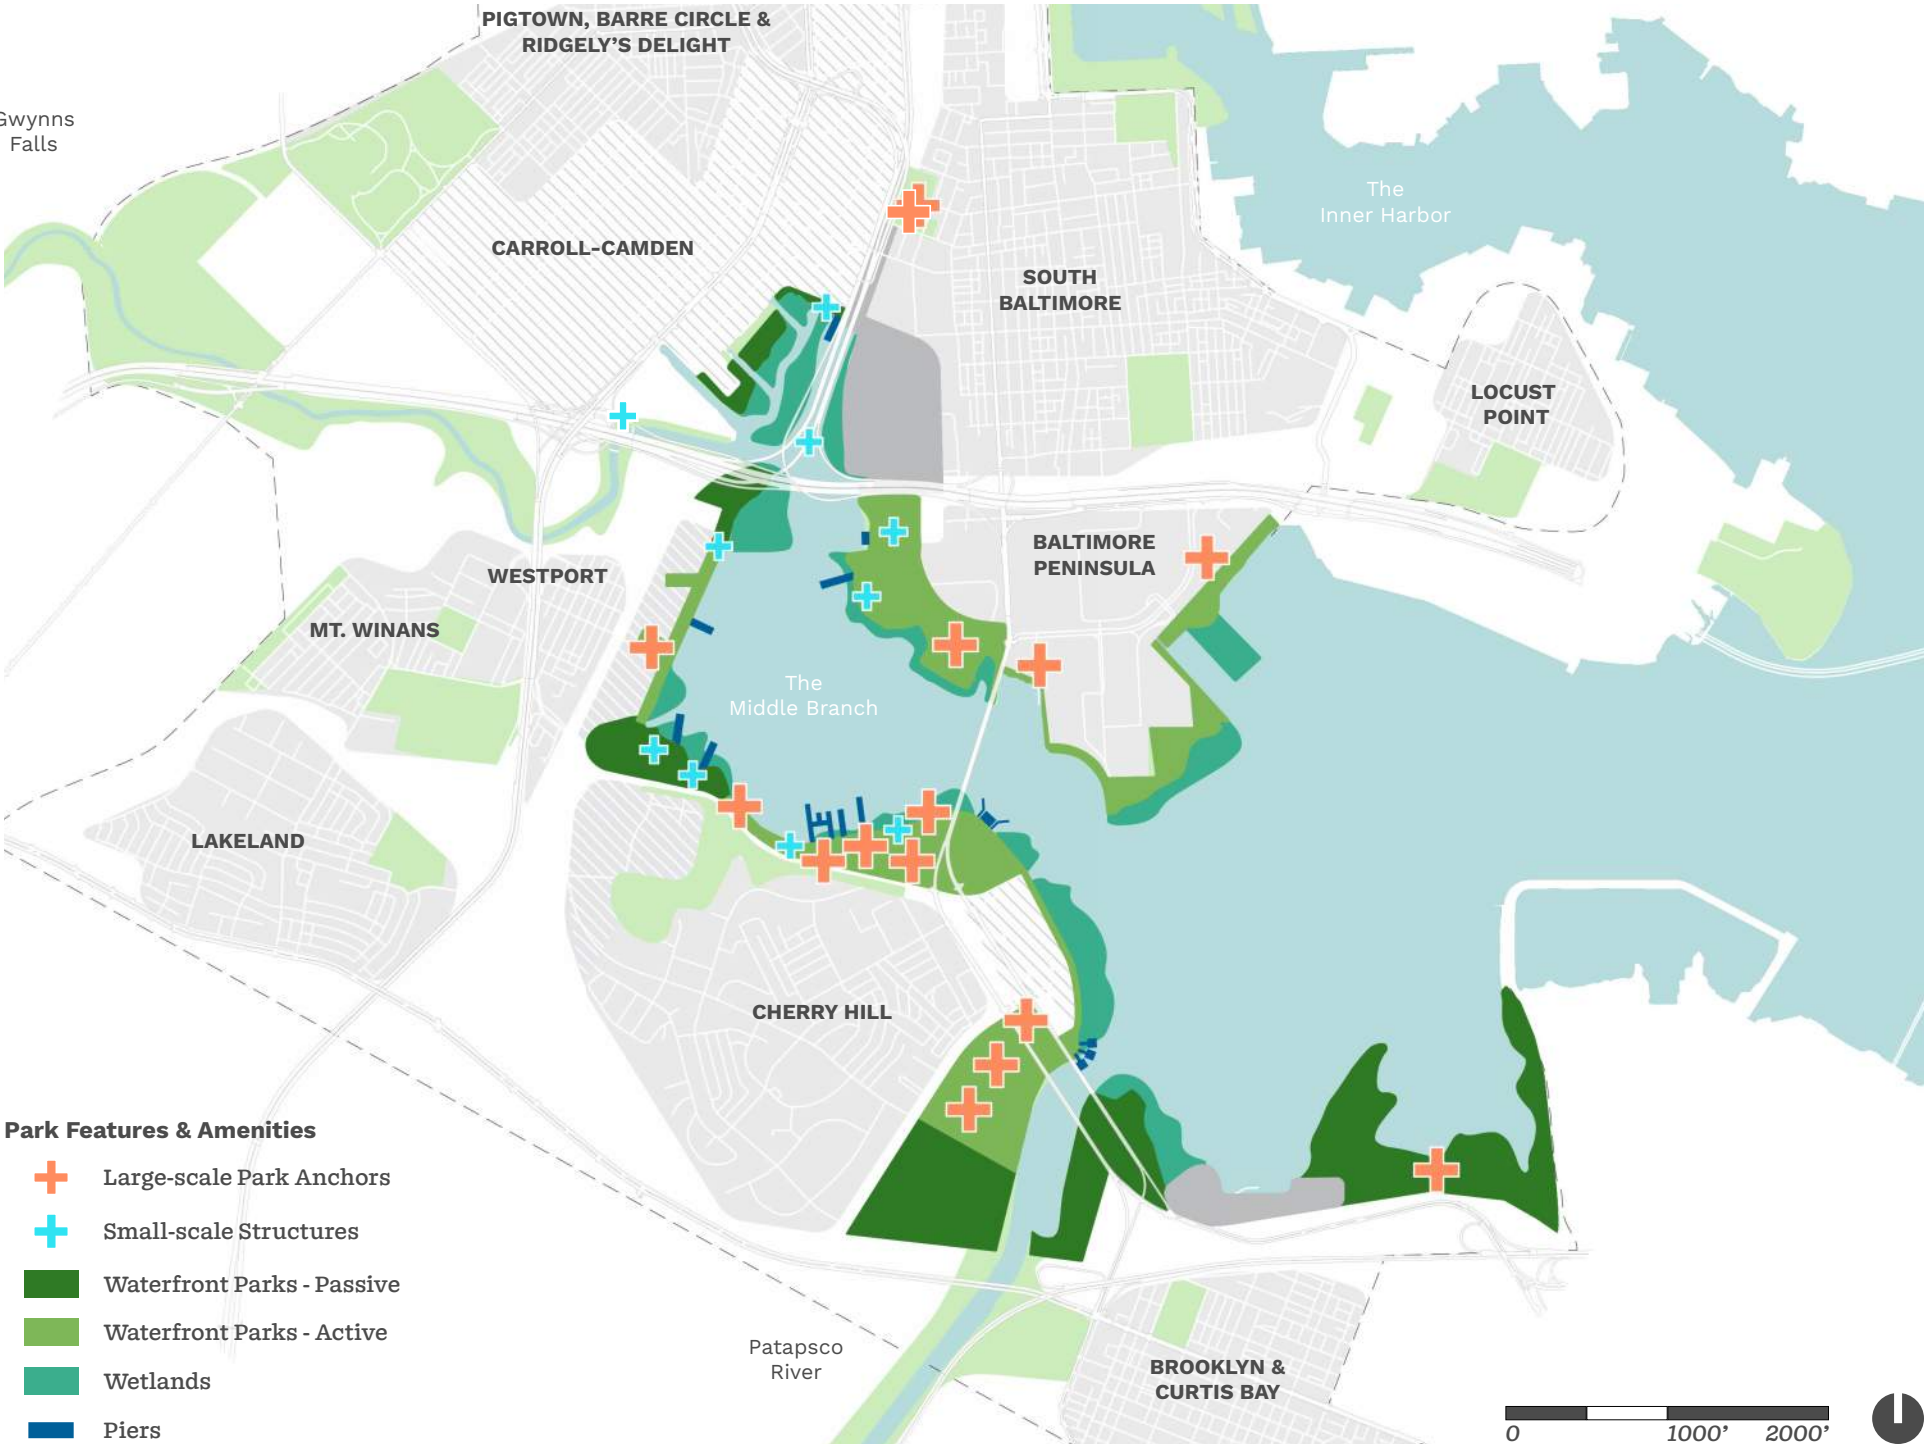 PIGTOWN, BARRE CIRCLE &
RIDGELY'S DELIGHT
Gwynns
Falls
The
Inner Harbor
CARROLL-CAMDEN
SOUTH
BALTIMORE
LOCUST
POINT
BALTIMORE
PENINSULA
WESTPORT
MT. WINANS
The
Middle Branch
LAKELAND
CHERRY HILL
Park Features & Amenities
Large-scale Park Anchors
Small-scale Structures
Waterfront Parks - Passive
Waterfront Parks - Active
Wetlands
Piers
Patapsco
River
BROOKLYN &
CURTIS BAY
0 1000' 2000'